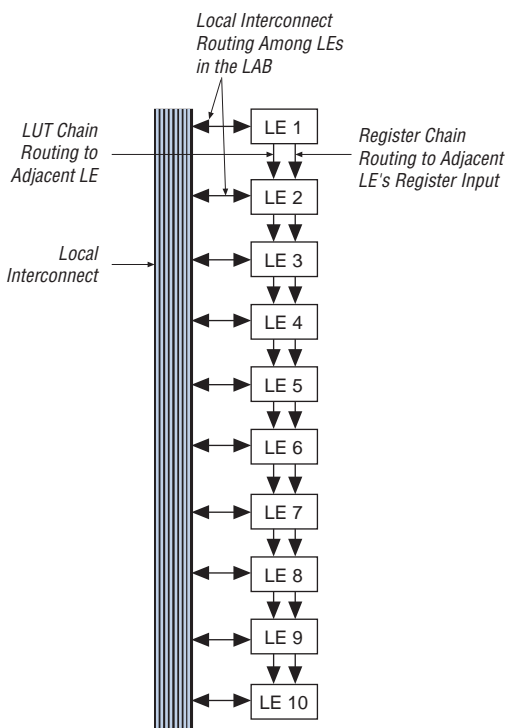 Local Interconnect
Routing Among LEs
in the LAB
LUT Chain
Routing to
Adjacent LE
Register Chain
Routing to Adjacent
LE's Register Input
Local
Interconnect
LE 1
LE 2
LE 3
LE 4
LE 5
LE 6
LE 7
LE 8
LE 9
LE 10